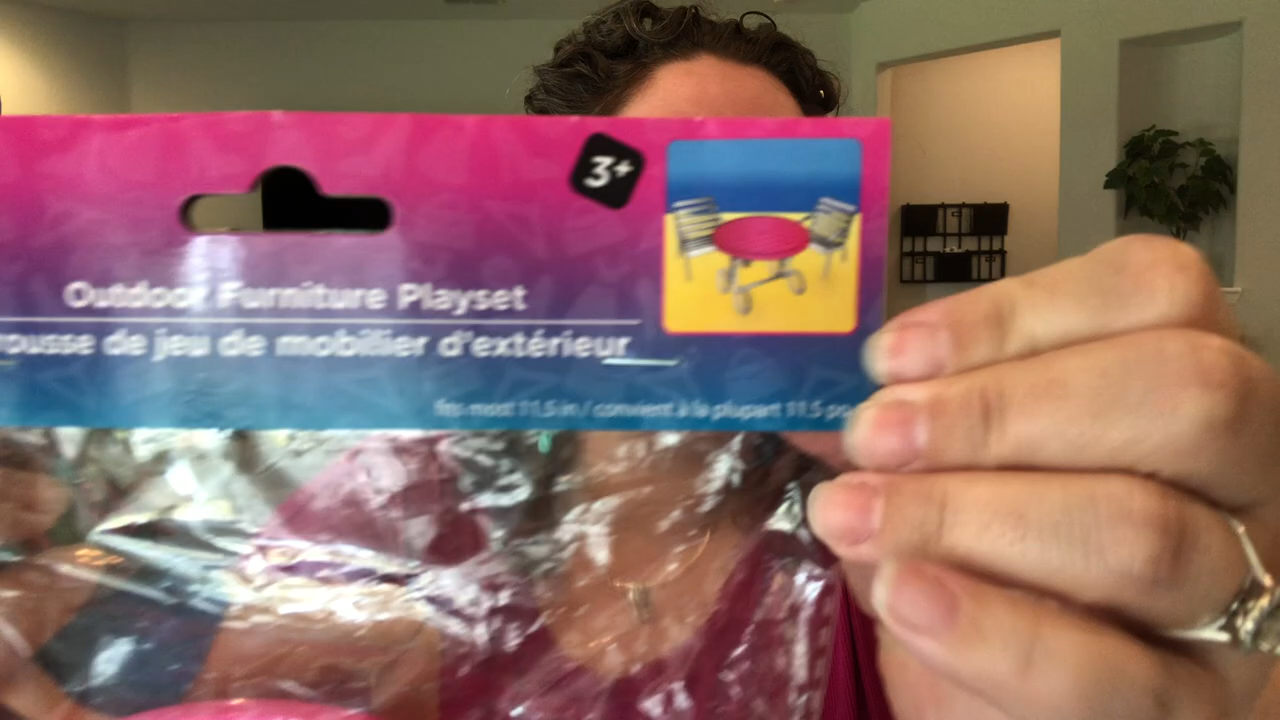 3+
Outdoor Furniture Playset
rousse de jeu de mobilier d'extérieur
fits most 11.5 in / convient à la plupart 11.5 po